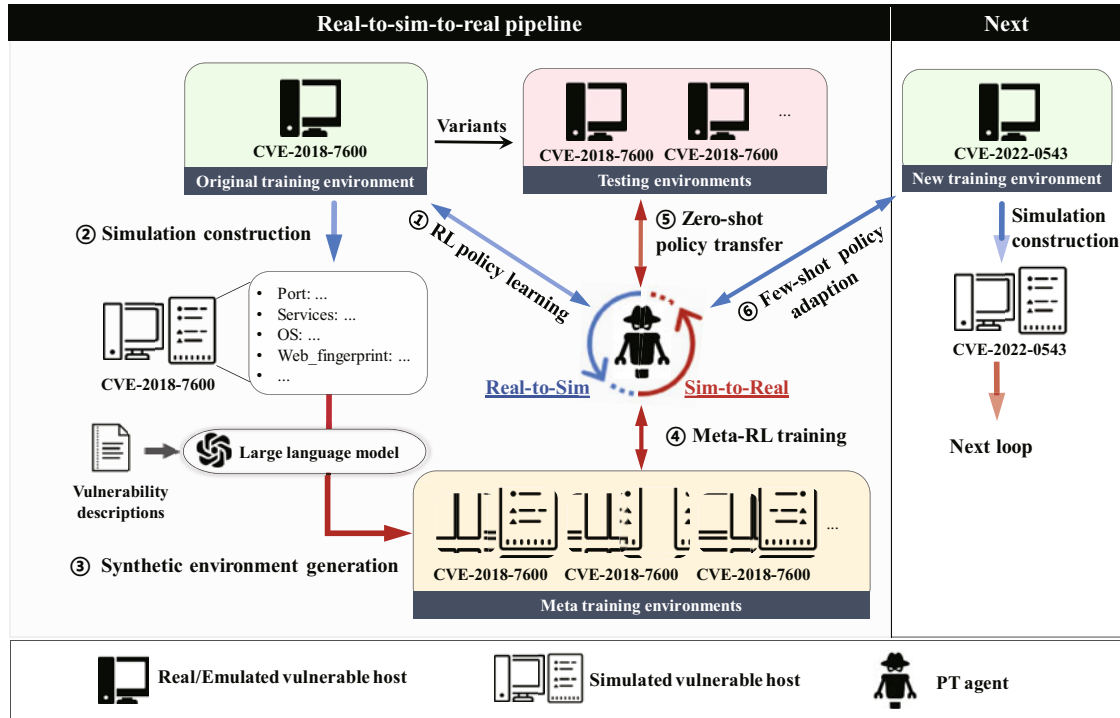 Real-to-sim-to-real pipeline
Next
CVE-2018-7600
Original training environment
Variants
CVE-2018-7600
CVE-2018-7600
...
Testing environments
CVE-2022-0543
New training environment
② Simulation construction
① RL policy learning
⑤ Zero-shot
policy transfer
⑥ Few-shot policy
adaption
Simulation
construction
CVE-2018-7600
• Port: ...
• Services: ...
• OS: ...
• Web_fingerprint: ...
• ...
Real-to-Sim
Sim-to-Real
CVE-2022-0543
Next loop
Large language model
Vulnerability
descriptions
④ Meta-RL training
③ Synthetic environment generation
CVE-2018-7600
CVE-2018-7600
CVE-2018-7600
...
Meta training environments
Real/Emulated vulnerable host
Simulated vulnerable host
PT agent